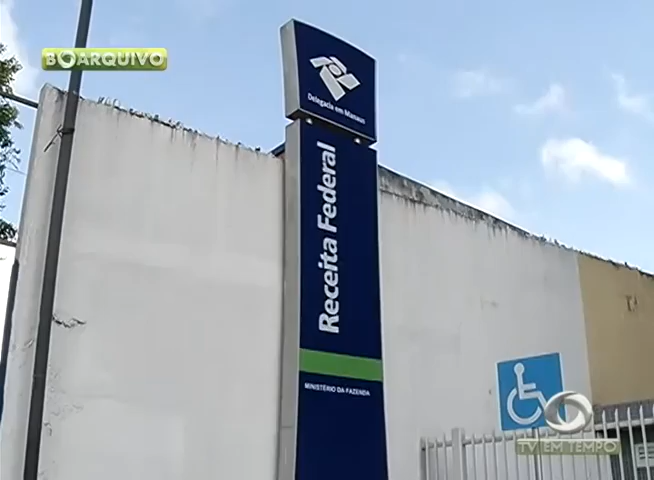 BOARQUIVO
Delegacia em Manaus
Receita Federal
MINISTÉRIO DA FAZENDA
TV EM TEMPO